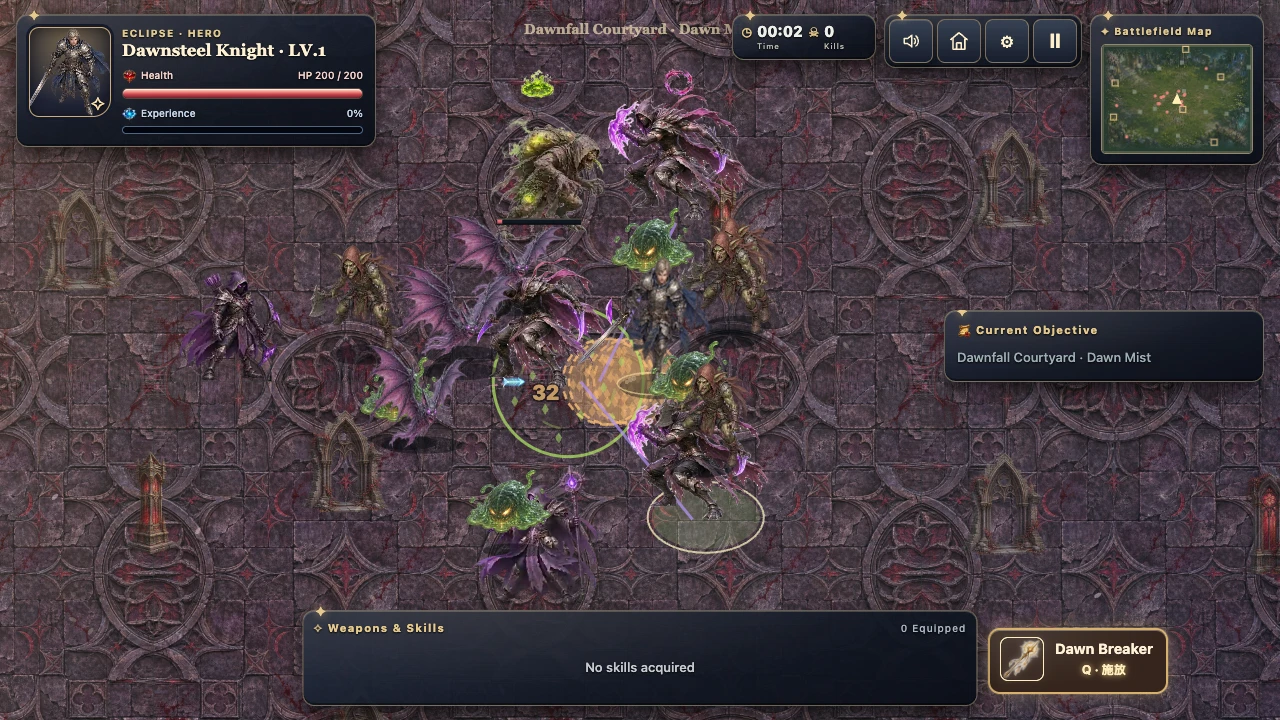 ECLIPSE · HERO
Dawnsteel Knight · LV.1
Health HP 200 / 200
Experience 0%
Dawnfall Courtyard · Dawn
00:02 0
Time Kills
Battlefield Map
Current Objective
Dawnfall Courtyard · Dawn Mist
32
Weapons & Skills 0 Equipped
No skills acquired
Dawn Breaker
Q · 施放